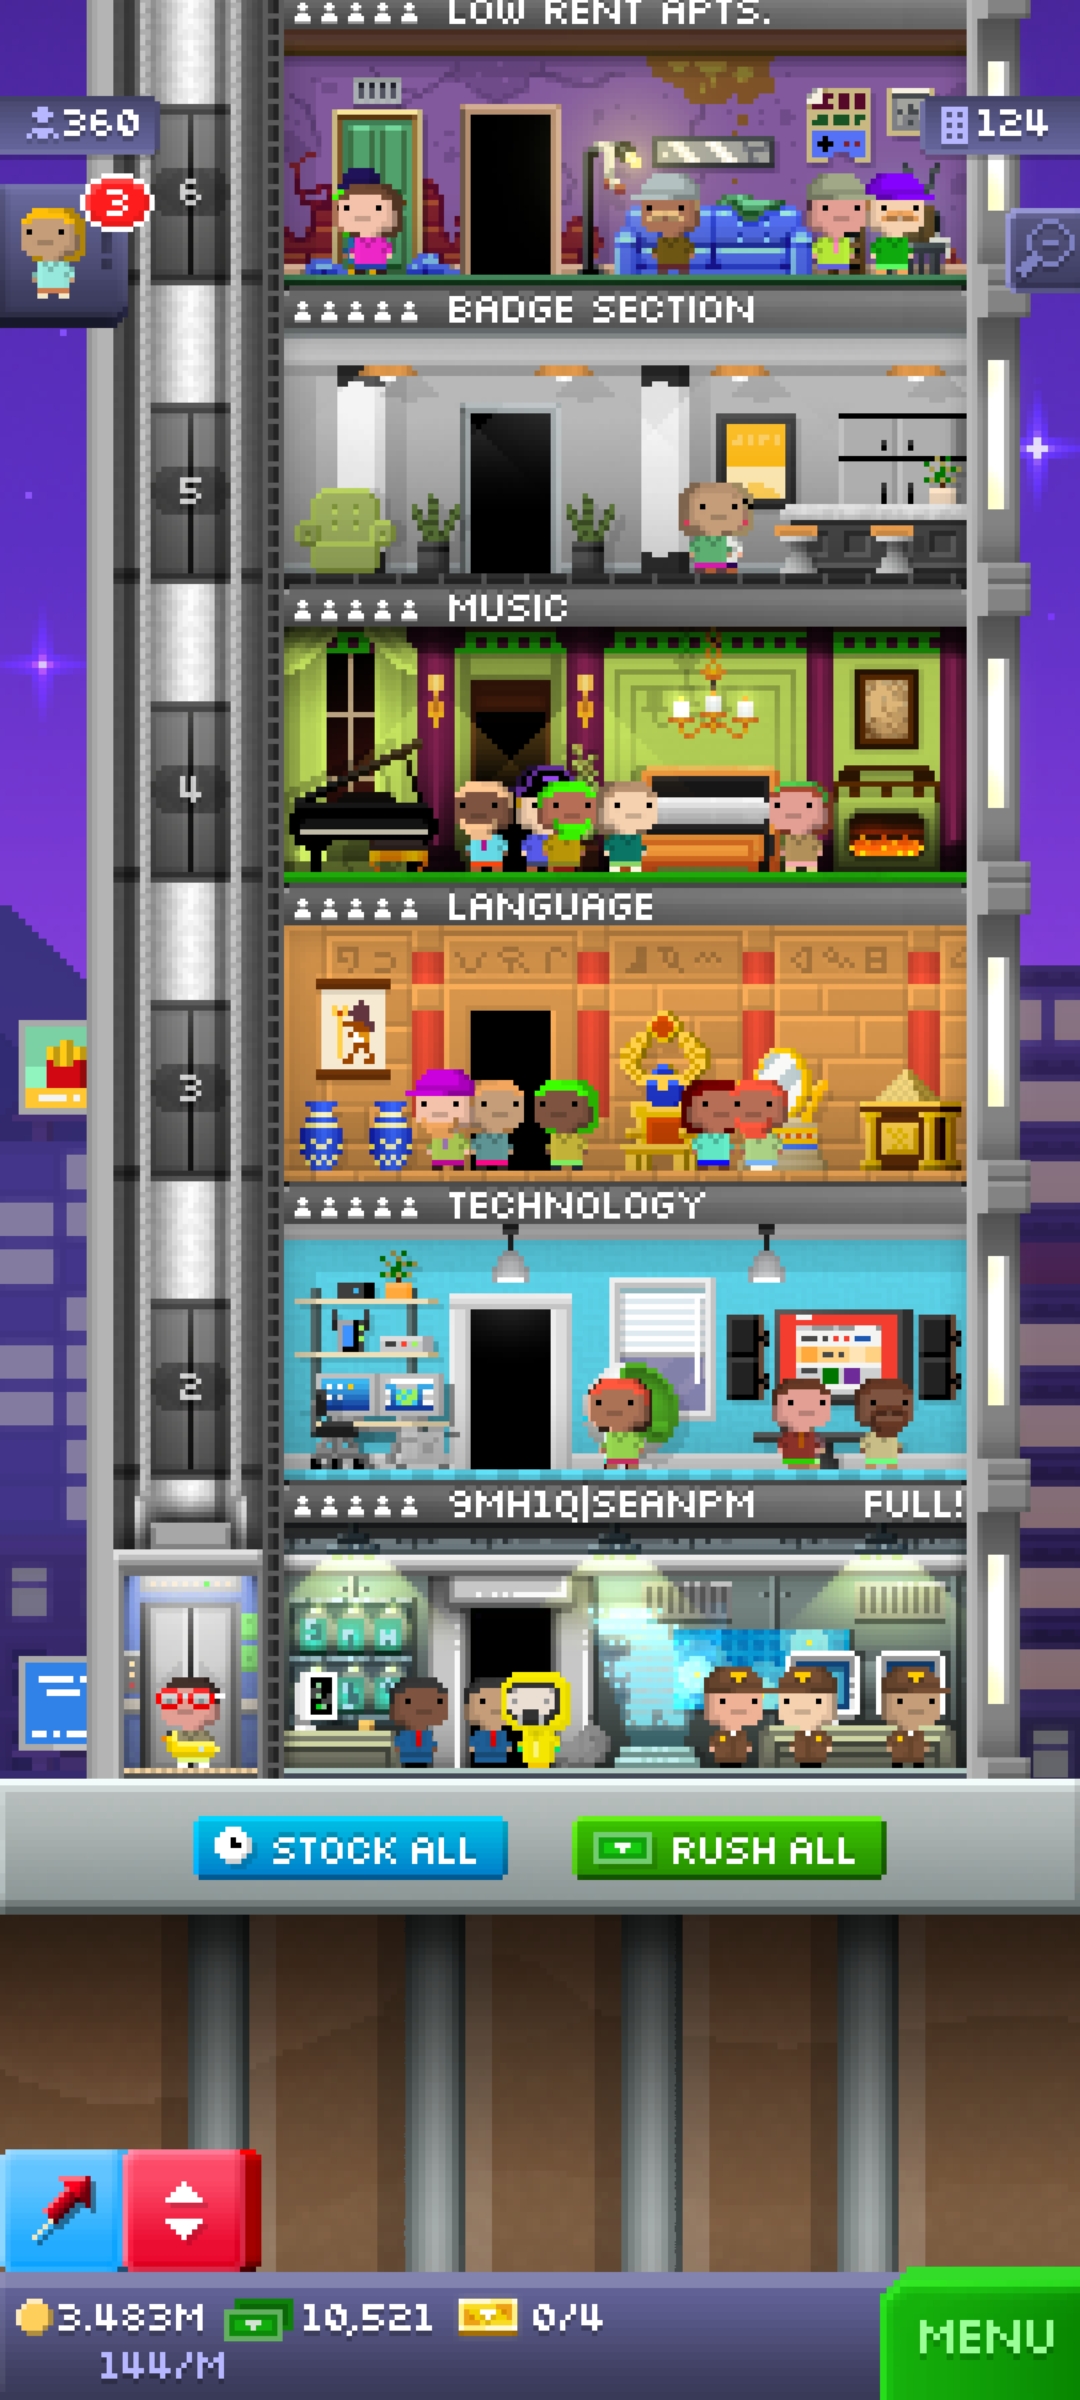 LOW RENT APTS.
360
124
3
6
BADGE SECTION
5
MUSIC
4
LANGUAGE
3
TECHNOLOGY
2
9MH1Q|SEANPM FULL!
STOCK ALL
RUSH ALL
3.483M 10,521 0/4
144/M
MENU